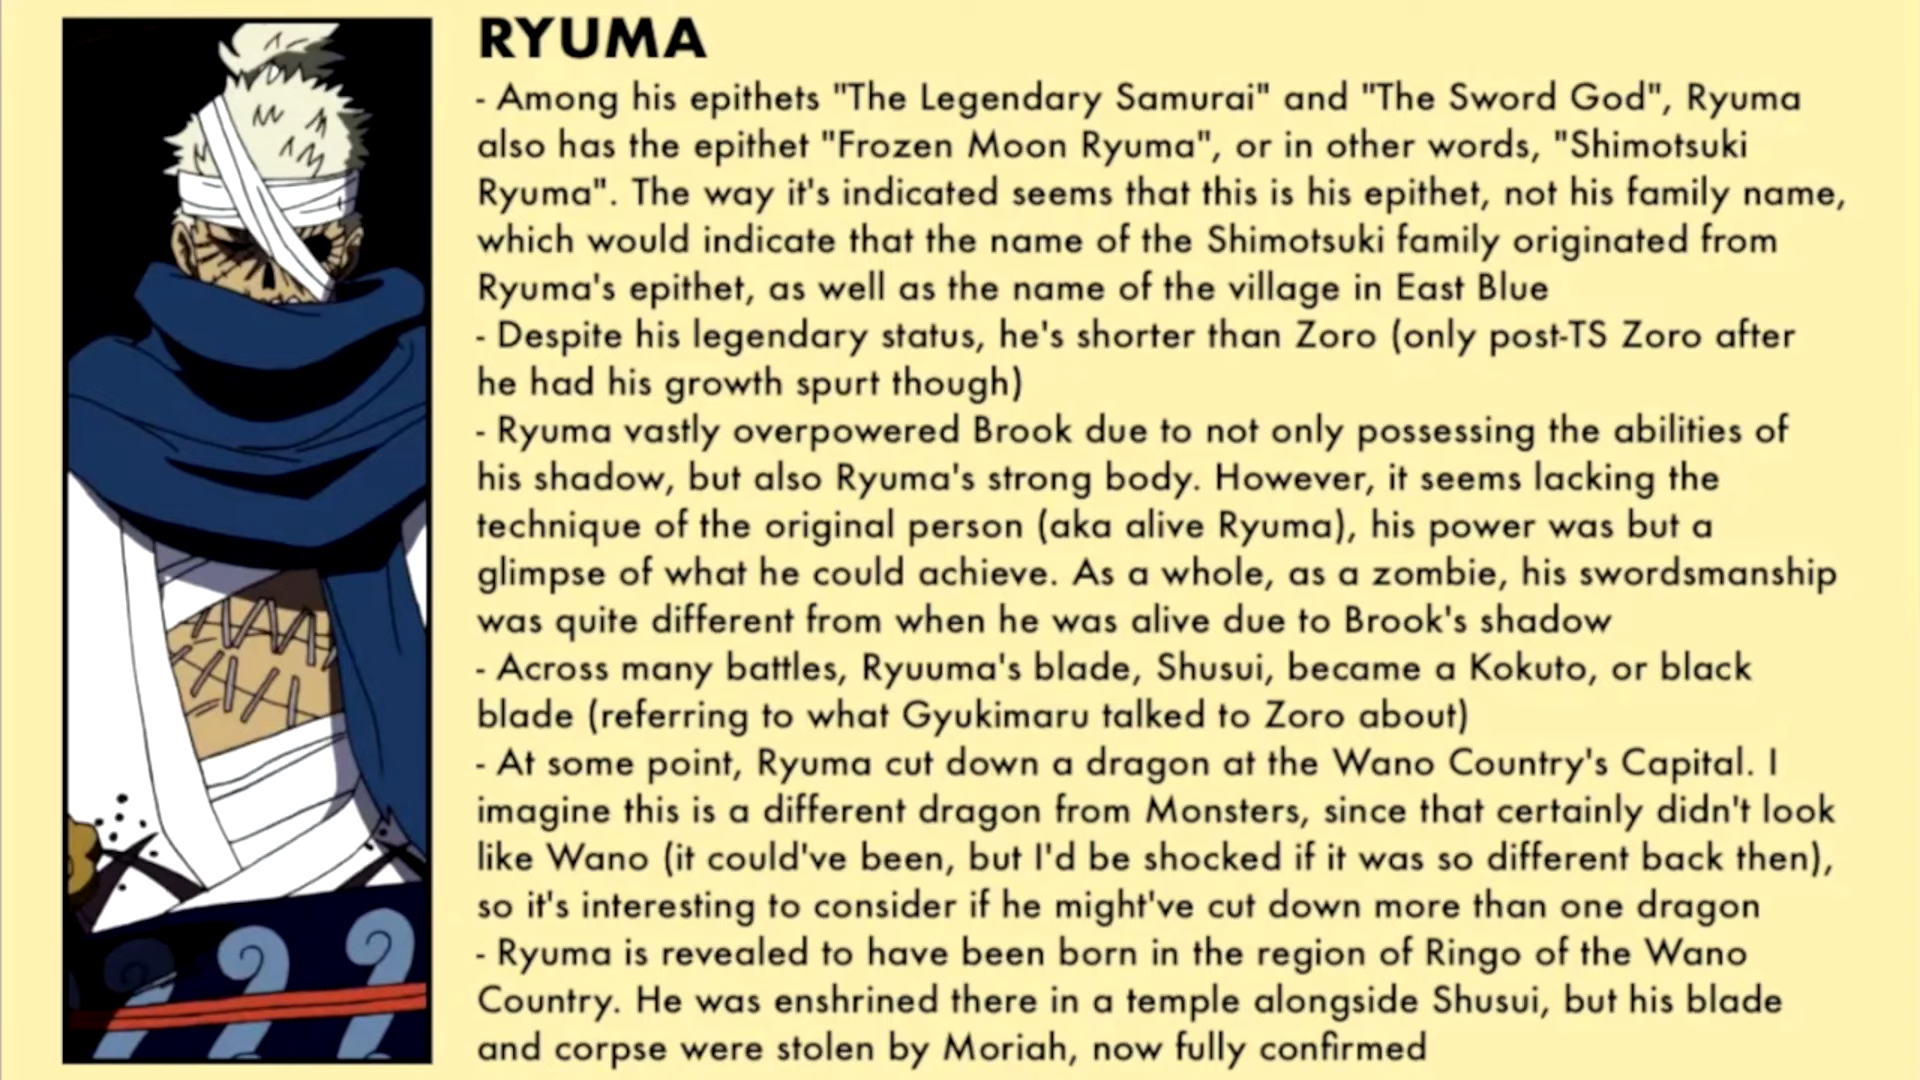 RYUMA
- Among his epithets "The Legendary Samurai" and "The Sword God", Ryuma
also has the epithet "Frozen Moon Ryuma", or in other words, "Shimotsuki
Ryuma". The way it's indicated seems that this is his epithet, not his family name,
which would indicate that the name of the Shimotsuki family originated from
Ryuma's epithet, as well as the name of the village in East Blue
- Despite his legendary status, he's shorter than Zoro (only post-TS Zoro after
he had his growth spurt though)
- Ryuma vastly overpowered Brook due to not only possessing the abilities of
his shadow, but also Ryuma's strong body. However, it seems lacking the
technique of the original person (aka alive Ryuma), his power was but a
glimpse of what he could achieve. As a whole, as a zombie, his swordsmanship
was quite different from when he was alive due to Brook's shadow
- Across many battles, Ryuuma's blade, Shusui, became a Kokuto, or black
blade (referring to what Gyukimaru talked to Zoro about)
- At some point, Ryuma cut down a dragon at the Wano Country's Capital. I
imagine this is a different dragon from Monsters, since that certainly didn't look
like Wano (it could've been, but I'd be shocked if it was so different back then),
so it's interesting to consider if he might've cut down more than one dragon
- Ryuma is revealed to have been born in the region of Ringo of the Wano
Country. He was enshrined there in a temple alongside Shusui, but his blade
and corpse were stolen by Moriah, now fully confirmed